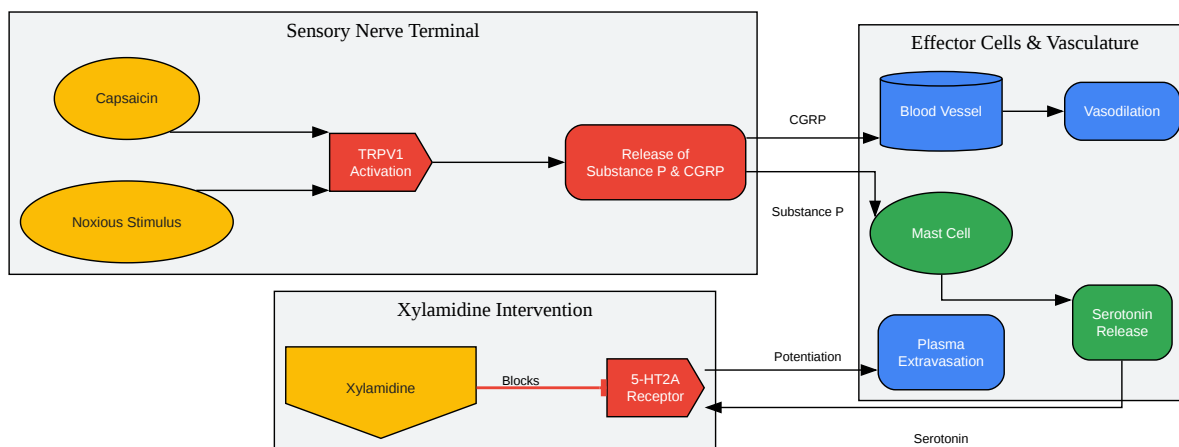 Sensory Nerve Terminal
Capsaicin
Noxious Stimulus
TRPV1
Activation
Release of
Substance P & CGRP
CGRP
Substance P
Effector Cells & Vasculature
Blood Vessel
Vasodilation
Mast Cell
Serotonin
Release
Plasma
Extravasation
Xylamidine Intervention
Xylamidine
Blocks
5-HT2A
Receptor
Potentiation
Serotonin